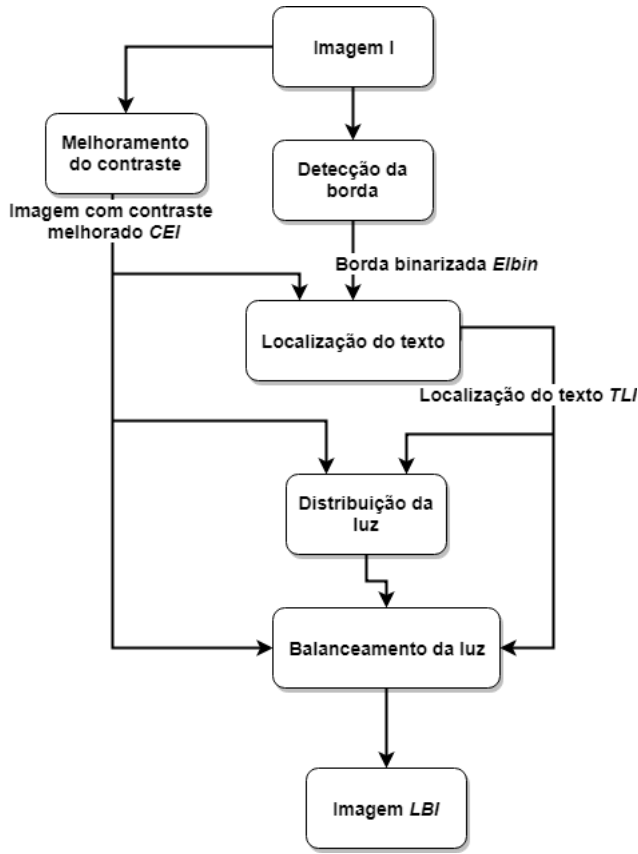 Imagem I
Melhoramento
do contraste
Detecção da
borda
Imagem com contraste
melhorado CEI
Borda binarizada EIbin
Localização do texto
Localização do texto TLI
Distribuição da
luz
Balanceamento da luz
Imagem LBI